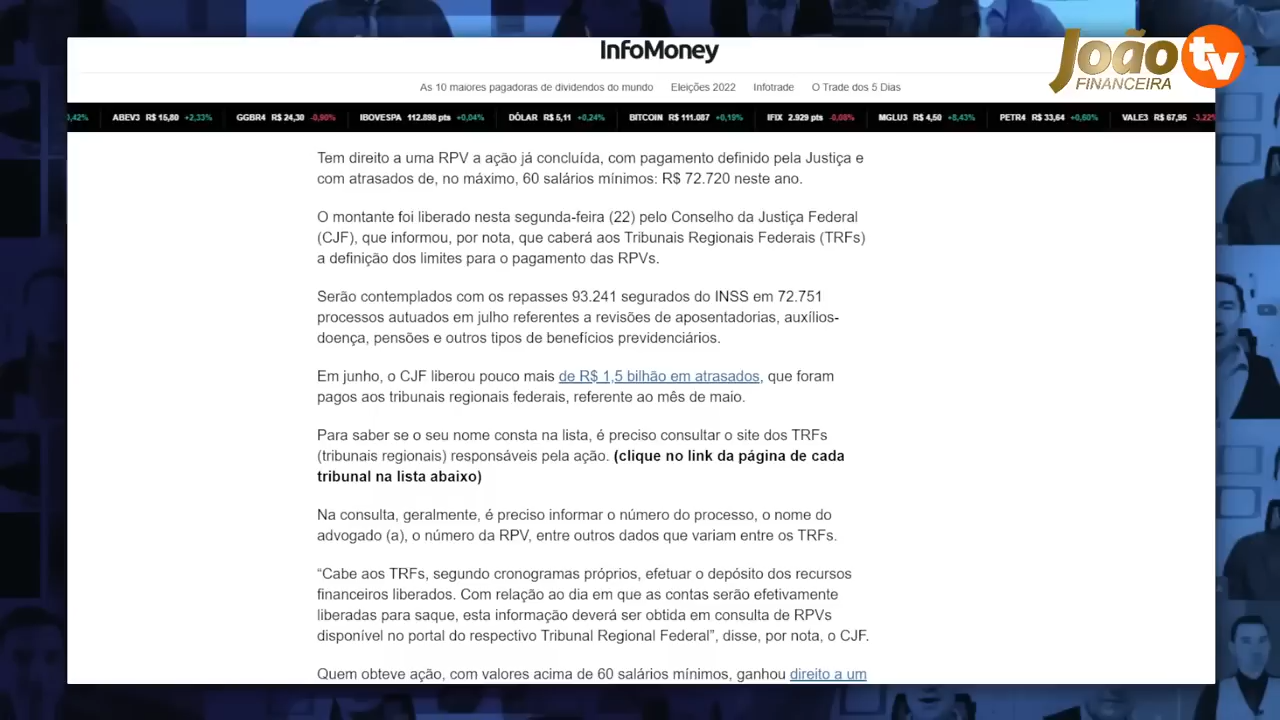 InfoMoney
João
FINANCEIRA
tv
As 10 maiores pagadoras de dividendos do mundo Eleições 2022 Infotrade O Trade dos 5 Dias
0,42% ABEV3 R$ 15,80 +2,33% GGBR4 R$ 24,30 -0,90% IBOVESPA 112.898 pts +0,04% DÓLAR R$ 5,11 +0,24% BITCOIN R$ 111.087 +0,19% IFIX 2.929 pts -0,08% MGLU3 R$ 4,50 +8,43% PETR4 R$ 33,64 +0,60% VALE3 R$ 67,95 -3,22%
Tem direito a uma RPV a ação já concluída, com pagamento definido pela Justiça e
com atrasados de, no máximo, 60 salários mínimos: R$ 72.720 neste ano.
O montante foi liberado nesta segunda-feira (22) pelo Conselho da Justiça Federal
(CJF), que informou, por nota, que caberá aos Tribunais Regionais Federais (TRFs)
a definição dos limites para o pagamento das RPVs.
Serão contemplados com os repasses 93.241 segurados do INSS em 72.751
processos autuados em julho referentes a revisões de aposentadorias, auxílios-
doença, pensões e outros tipos de benefícios previdenciários.
Em junho, o CJF liberou pouco mais de R$ 1,5 bilhão em atrasados, que foram
pagos aos tribunais regionais federais, referente ao mês de maio.
Para saber se o seu nome consta na lista, é preciso consultar o site dos TRFs
(tribunais regionais) responsáveis pela ação. (clique no link da página de cada
tribunal na lista abaixo)
Na consulta, geralmente, é preciso informar o número do processo, o nome do
advogado (a), o número da RPV, entre outros dados que variam entre os TRFs.
“Cabe aos TRFs, segundo cronogramas próprios, efetuar o depósito dos recursos
financeiros liberados. Com relação ao dia em que as contas serão efetivamente
liberadas para saque, esta informação deverá ser obtida em consulta de RPVs
disponível no portal do respectivo Tribunal Regional Federal”, disse, por nota, o CJF.
Quem obteve ação, com valores acima de 60 salários mínimos, ganhou direito a um